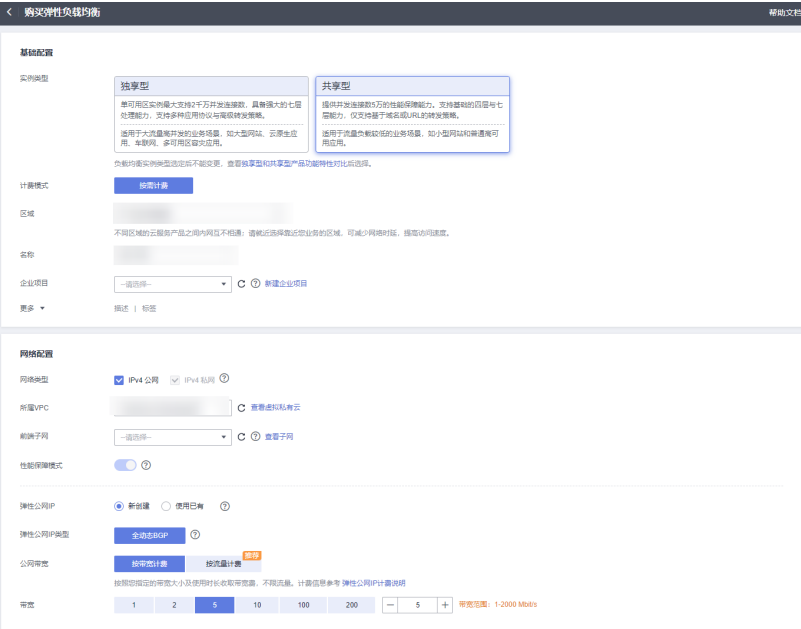 购买弹性负载均衡
帮助文档
基础配置
实例类型
独享型
单可用区实例最大支持2千万并发连接数，具备强大的七层
处理能力，支持多种应用协议与高级转发策略。
适用于大流量高并发的业务场景，如大型网站、云原生应
用、车联网、多可用区容灾应用。
共享型
提供并发连接数5万的性能保障能力。支持基础的四层与七
层能力，仅支持基于域名或URL的转发策略。
适用于流量负载较低的业务场景，如小型网站和普通高可
用应用。
负载均衡实例类型选定后不能变更，查看独享型和共享型产品功能特性对比后选择。
计费模式
按需计费
区域
不同区域的云服务产品之间内网互不相通；请就近选择靠近您业务的区域，可减少网络时延，提高访问速度。
名称
企业项目
--请选择--
新建企业项目
更多
描述 | 标签
网络配置
网络类型
IPv4 公网
IPv4 私网
所属VPC
查看虚拟私有云
前端子网
--请选择--
查看子网
性能保障模式
弹性公网IP
新创建
使用已有
弹性公网IP类型
全动态BGP
公网带宽
按带宽计费
按流量计费
推荐
按照您指定的带宽大小及使用时长收取带宽费，不限流量。计费信息参考 弹性公网IP计费说明
带宽
1 2 5 10 100 200
— 5 +
带宽范围：1-2000 Mbit/s